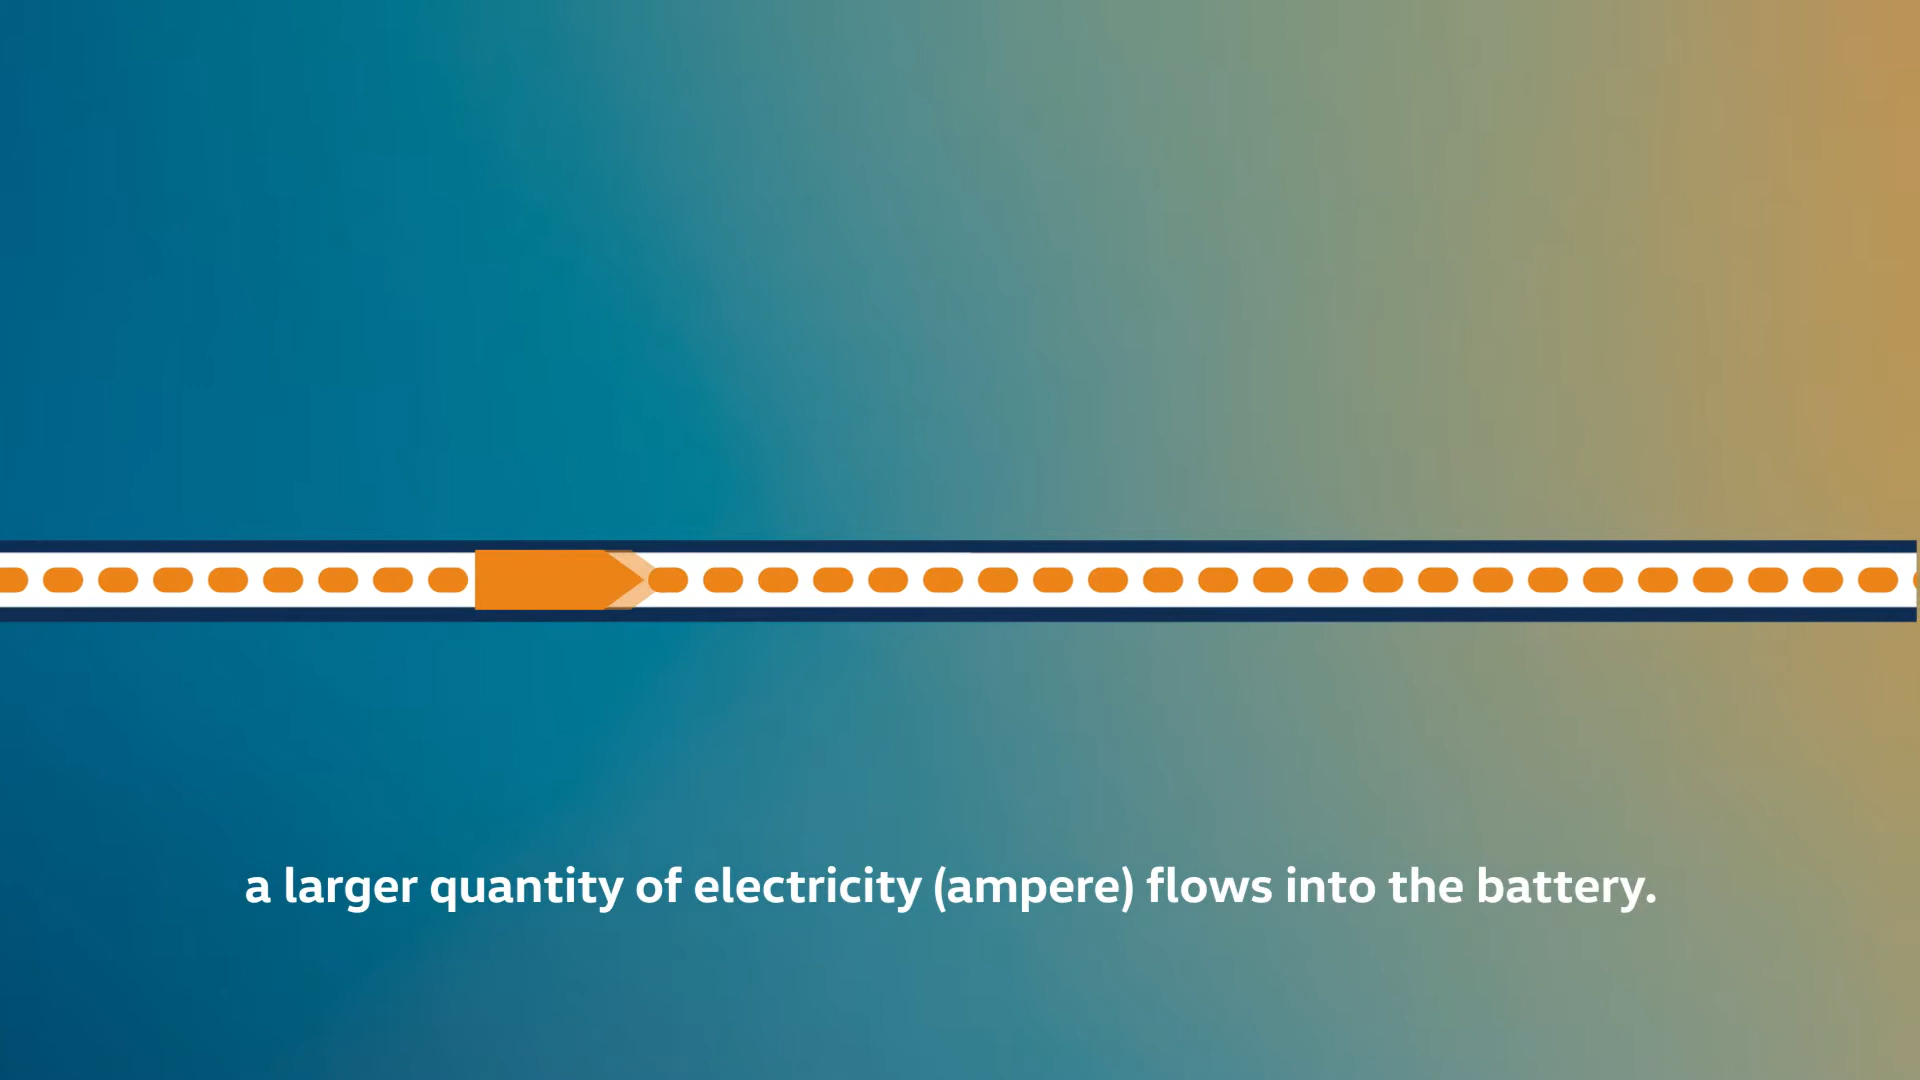 a larger quantity of electricity (ampere) flows into the battery.